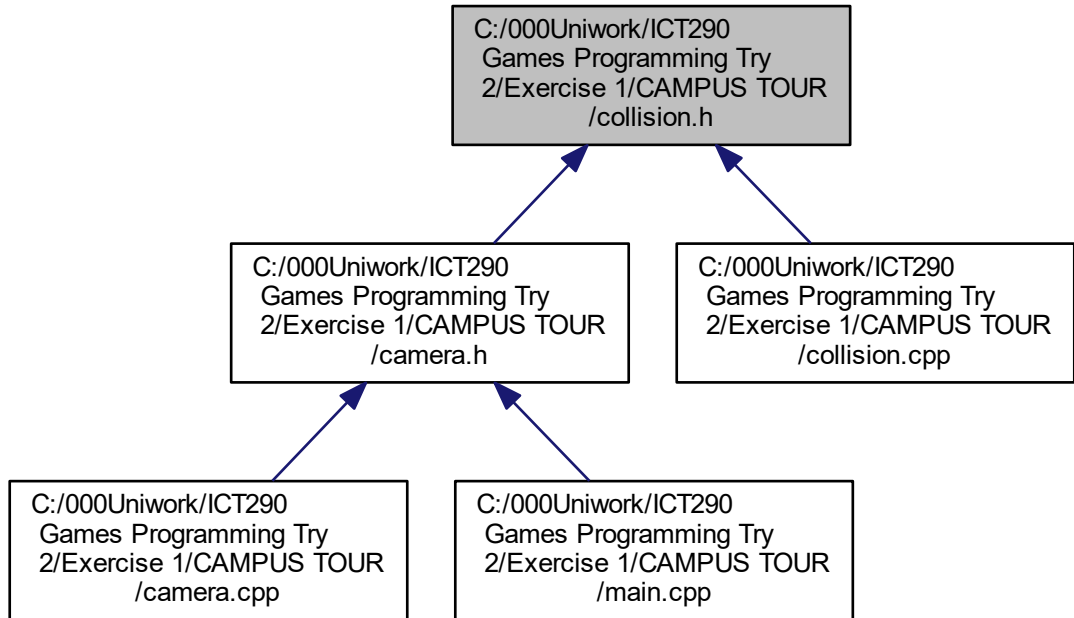 C:/000Uniwork/ICT290
Games Programming Try
2/Exercise 1/CAMPUS TOUR
/collision.h
C:/000Uniwork/ICT290
Games Programming Try
2/Exercise 1/CAMPUS TOUR
/camera.h
C:/000Uniwork/ICT290
Games Programming Try
2/Exercise 1/CAMPUS TOUR
/collision.cpp
C:/000Uniwork/ICT290
Games Programming Try
2/Exercise 1/CAMPUS TOUR
/camera.cpp
C:/000Uniwork/ICT290
Games Programming Try
2/Exercise 1/CAMPUS TOUR
/main.cpp